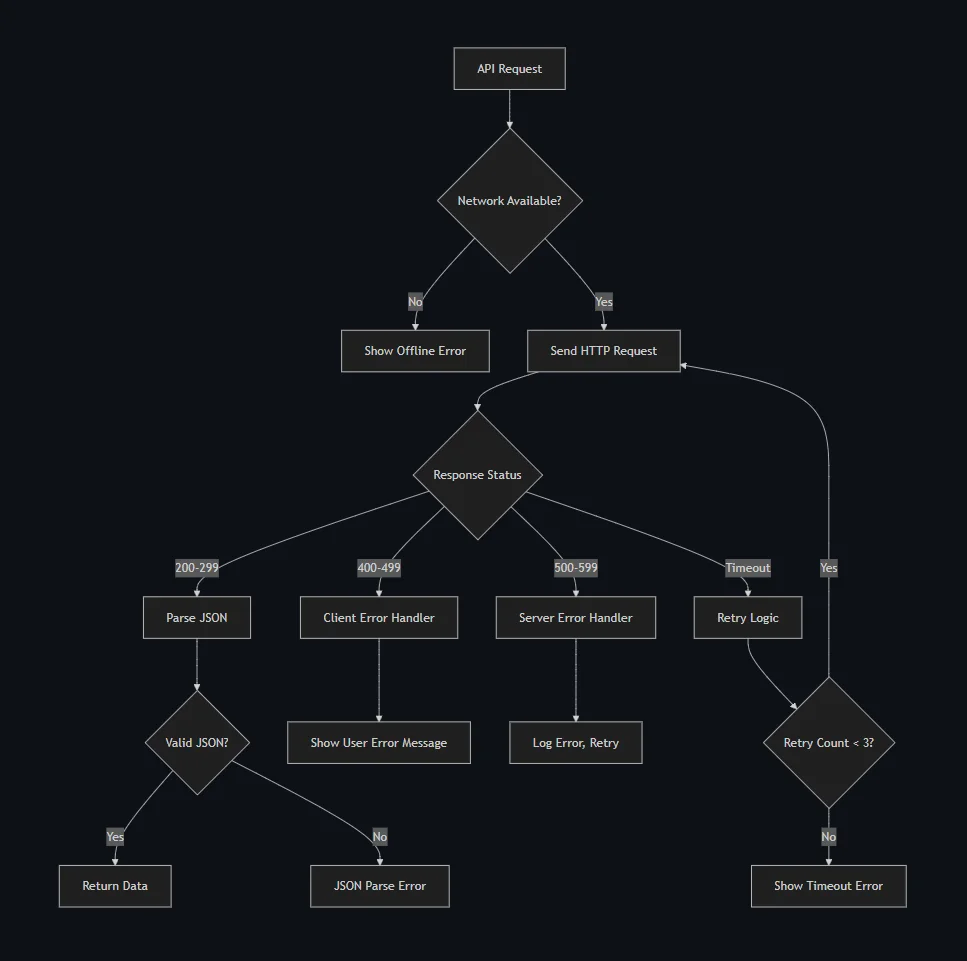 API Request
Network Available?
No
Yes
Show Offline Error
Send HTTP Request
Response Status
200-299
400-499
500-599
Timeout
Yes
Parse JSON
Client Error Handler
Server Error Handler
Retry Logic
Valid JSON?
Show User Error Message
Log Error, Retry
Retry Count < 3?
Yes
No
No
Return Data
JSON Parse Error
Show Timeout Error